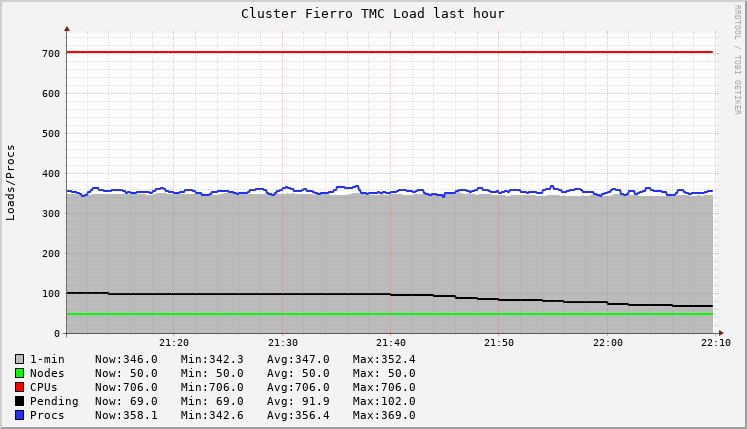 Cluster Fierro TMC Load last hour
RRDTOOL / TOBI OETIKER
Loads/Procs
700
600
500
400
300
200
100
0
21:20 21:30 21:40 21:50 22:00 22:10
1-min Now:346.0 Min:342.3 Avg:347.0 Max:352.4
Nodes Now: 50.0 Min: 50.0 Avg: 50.0 Max: 50.0
CPUs Now:706.0 Min:706.0 Avg:706.0 Max:706.0
Pending Now: 69.0 Min: 69.0 Avg: 91.9 Max:102.0
Procs Now:358.1 Min:342.6 Avg:356.4 Max:369.0